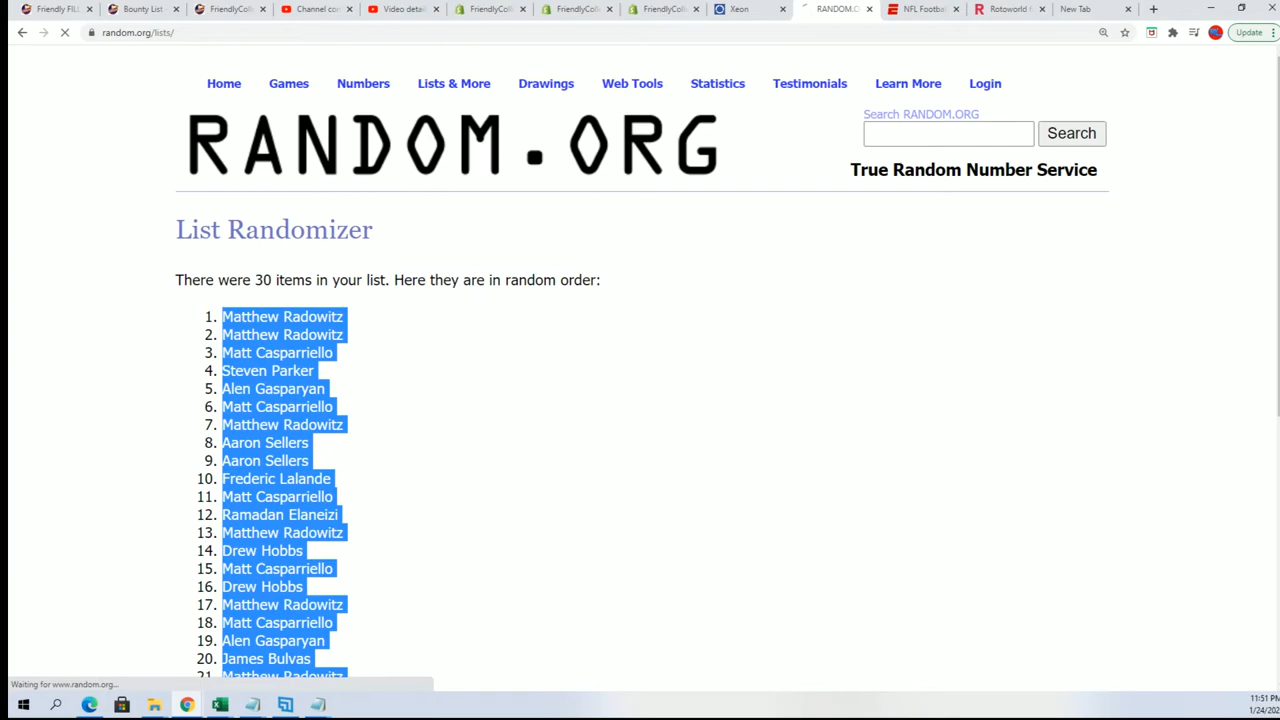 Friendly FILL
Bounty List
FriendlyColl
Channel con
Video detail
FriendlyColl
FriendlyColl
FriendlyColl
Xeon
RANDOM.O
NFL Football
Rotoworld
New Tab
random.org/lists/
Update
Home Games Numbers Lists & More Drawings Web Tools Statistics Testimonials Learn More Login
RANDOM.ORG
Search RANDOM.ORG
Search
True Random Number Service
List Randomizer
There were 30 items in your list. Here they are in random order:
1. Matthew Radowitz
2. Matthew Radowitz
3. Matt Casparriello
4. Steven Parker
5. Alen Gasparyan
6. Matt Casparriello
7. Matthew Radowitz
8. Aaron Sellers
9. Aaron Sellers
10. Frederic Lalande
11. Matt Casparriello
12. Ramadan Elaneizi
13. Matthew Radowitz
14. Drew Hobbs
15. Matt Casparriello
16. Drew Hobbs
17. Matthew Radowitz
18. Matt Casparriello
19. Alen Gasparyan
20. James Bulvas
21. Matthew Radowitz
Waiting for www.random.org...
11:51 PM
1/24/202